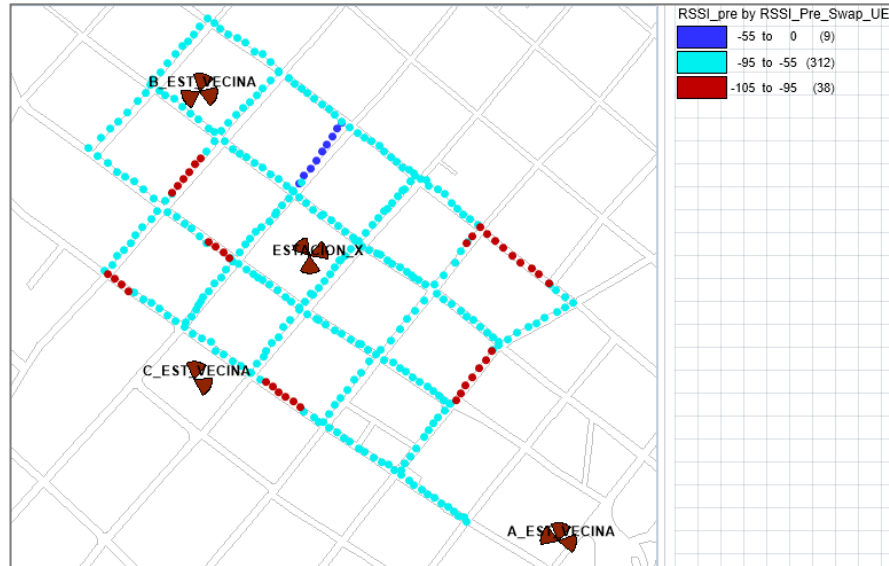 RSSI_pre by RSSI_Pre_Swap_UE
-55 to 0 (9)
-95 to -55 (312)
-105 to -95 (38)
B_EST_VECINA
ESTACION_X
C_EST_VECINA
A_EST_VECINA